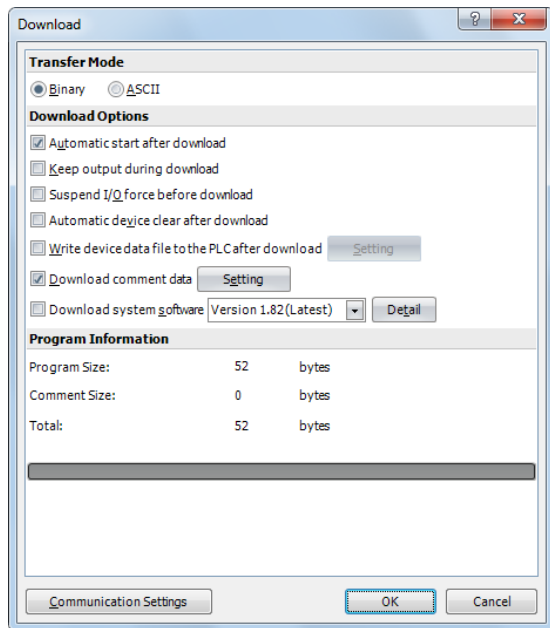 Download
Transfer Mode
Binary ASCII
Download Options
Automatic start after download
Keep output during download
Suspend I/O force before download
Automatic device clear after download
Write device data file to the PLC after download Setting
Download comment data Setting
Download system software Version 1.82(Latest) Detail
Program Information
Program Size: 52 bytes
Comment Size: 0 bytes
Total: 52 bytes
Communication Settings OK Cancel